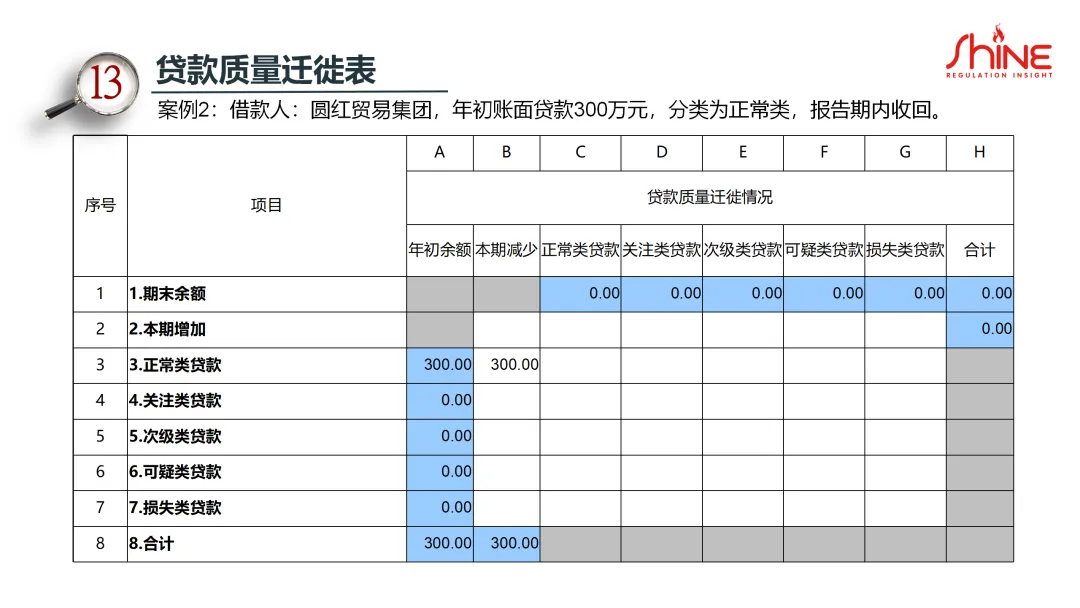 SHINE
REGULATION INSIGHT
13
贷款质量迁徙表
案例2：借款人：圆红贸易集团，年初账面贷款300万元，分类为正常类，报告期内收回。
序号 项目 A B C D E F G H
贷款质量迁徙情况
年初余额 本期减少 正常类贷款 关注类贷款 次级类贷款 可疑类贷款 损失类贷款 合计
1 1.期末余额 0.00 0.00 0.00 0.00 0.00 0.00
2 2.本期增加 0.00
3 3.正常类贷款 300.00 300.00
4 4.关注类贷款 0.00
5 5.次级类贷款 0.00
6 6.可疑类贷款 0.00
7 7.损失类贷款 0.00
8 8.合计 300.00 300.00